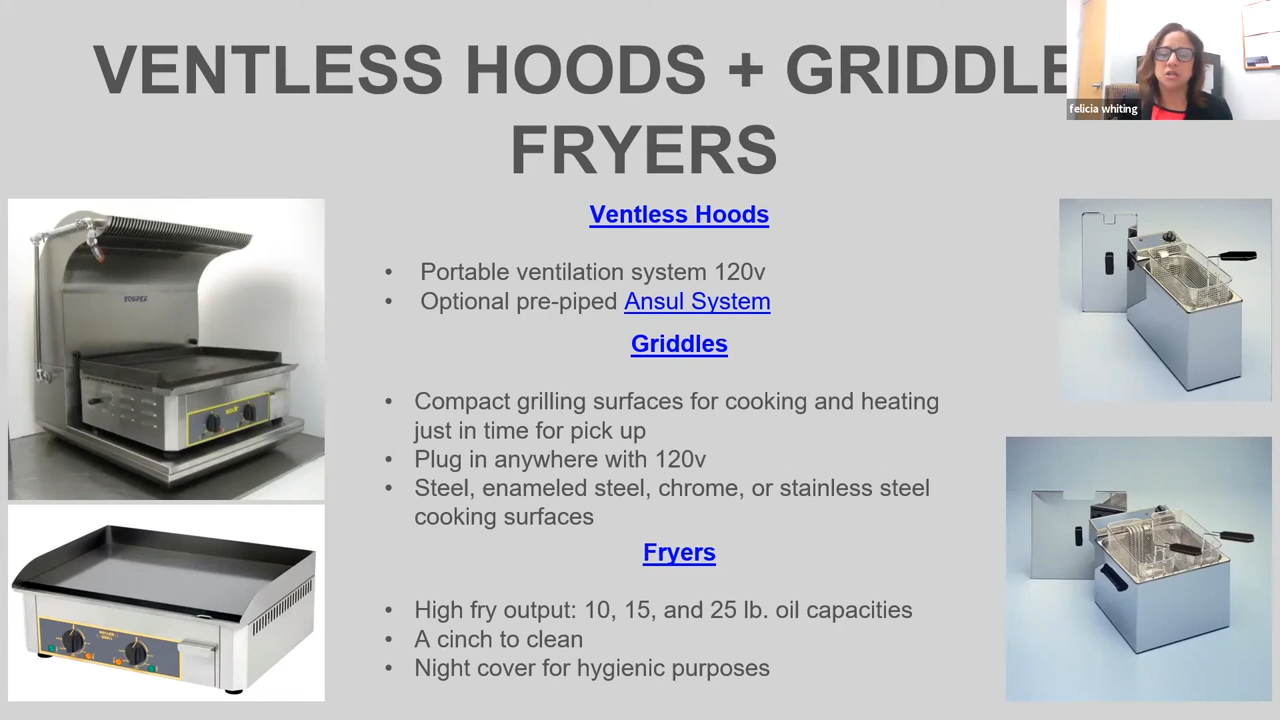 VENTLESS HOODS + GRIDDLE
FRYERS
felicia whiting
Ventless Hoods
• Portable ventilation system 120v
• Optional pre-piped Ansul System
Griddles
• Compact grilling surfaces for cooking and heating
just in time for pick up
• Plug in anywhere with 120v
• Steel, enameled steel, chrome, or stainless steel
cooking surfaces
Fryers
• High fry output: 10, 15, and 25 lb. oil capacities
• A cinch to clean
• Night cover for hygienic purposes